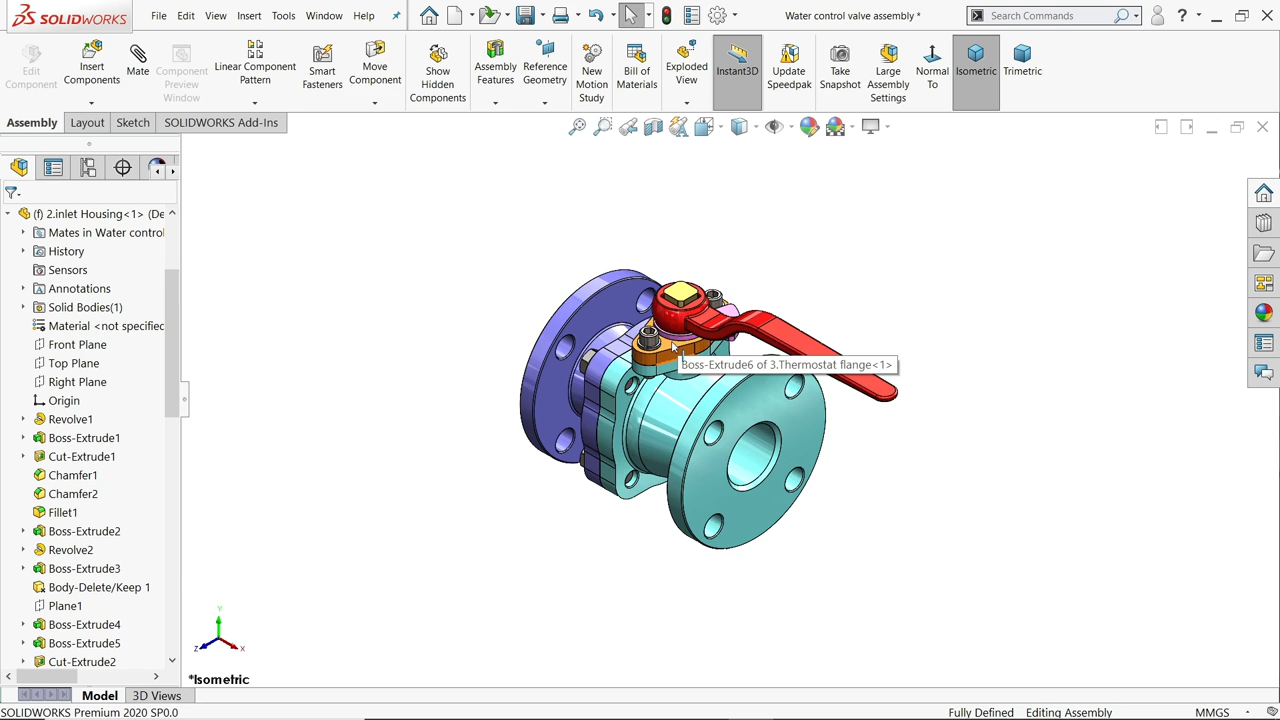 SOLIDWORKS
File Edit View Insert Tools Window Help
Water control valve assembly *
Search Commands
?
Edit Component
Insert Components
Mate
Component Preview Window
Linear Component Pattern
Smart Fasteners
Move Component
Show Hidden Components
Assembly Features
Reference Geometry
New Motion Study
Bill of Materials
Exploded View
Instant3D
Update Speedpak
Take Snapshot
Large Assembly Settings
Normal To
Isometric
Trimetric
Assembly Layout Sketch SOLIDWORKS Add-Ins
(f) 2.inlet Housing<1> (De
Mates in Water control
History
Sensors
Annotations
Solid Bodies(1)
Material <not specified
Front Plane
Top Plane
Right Plane
Origin
Revolve1
Boss-Extrude1
Cut-Extrude1
Chamfer1
Chamfer2
Fillet1
Boss-Extrude2
Revolve2
Boss-Extrude3
Body-Delete/Keep 1
Plane1
Boss-Extrude4
Boss-Extrude5
Cut-Extrude2
Boss-Extrude6 of 3.Thermostat flange<1>
Y
Z
X
*Isometric
Model 3D Views
SOLIDWORKS Premium 2020 SP0.0
Fully Defined Editing Assembly MMGS